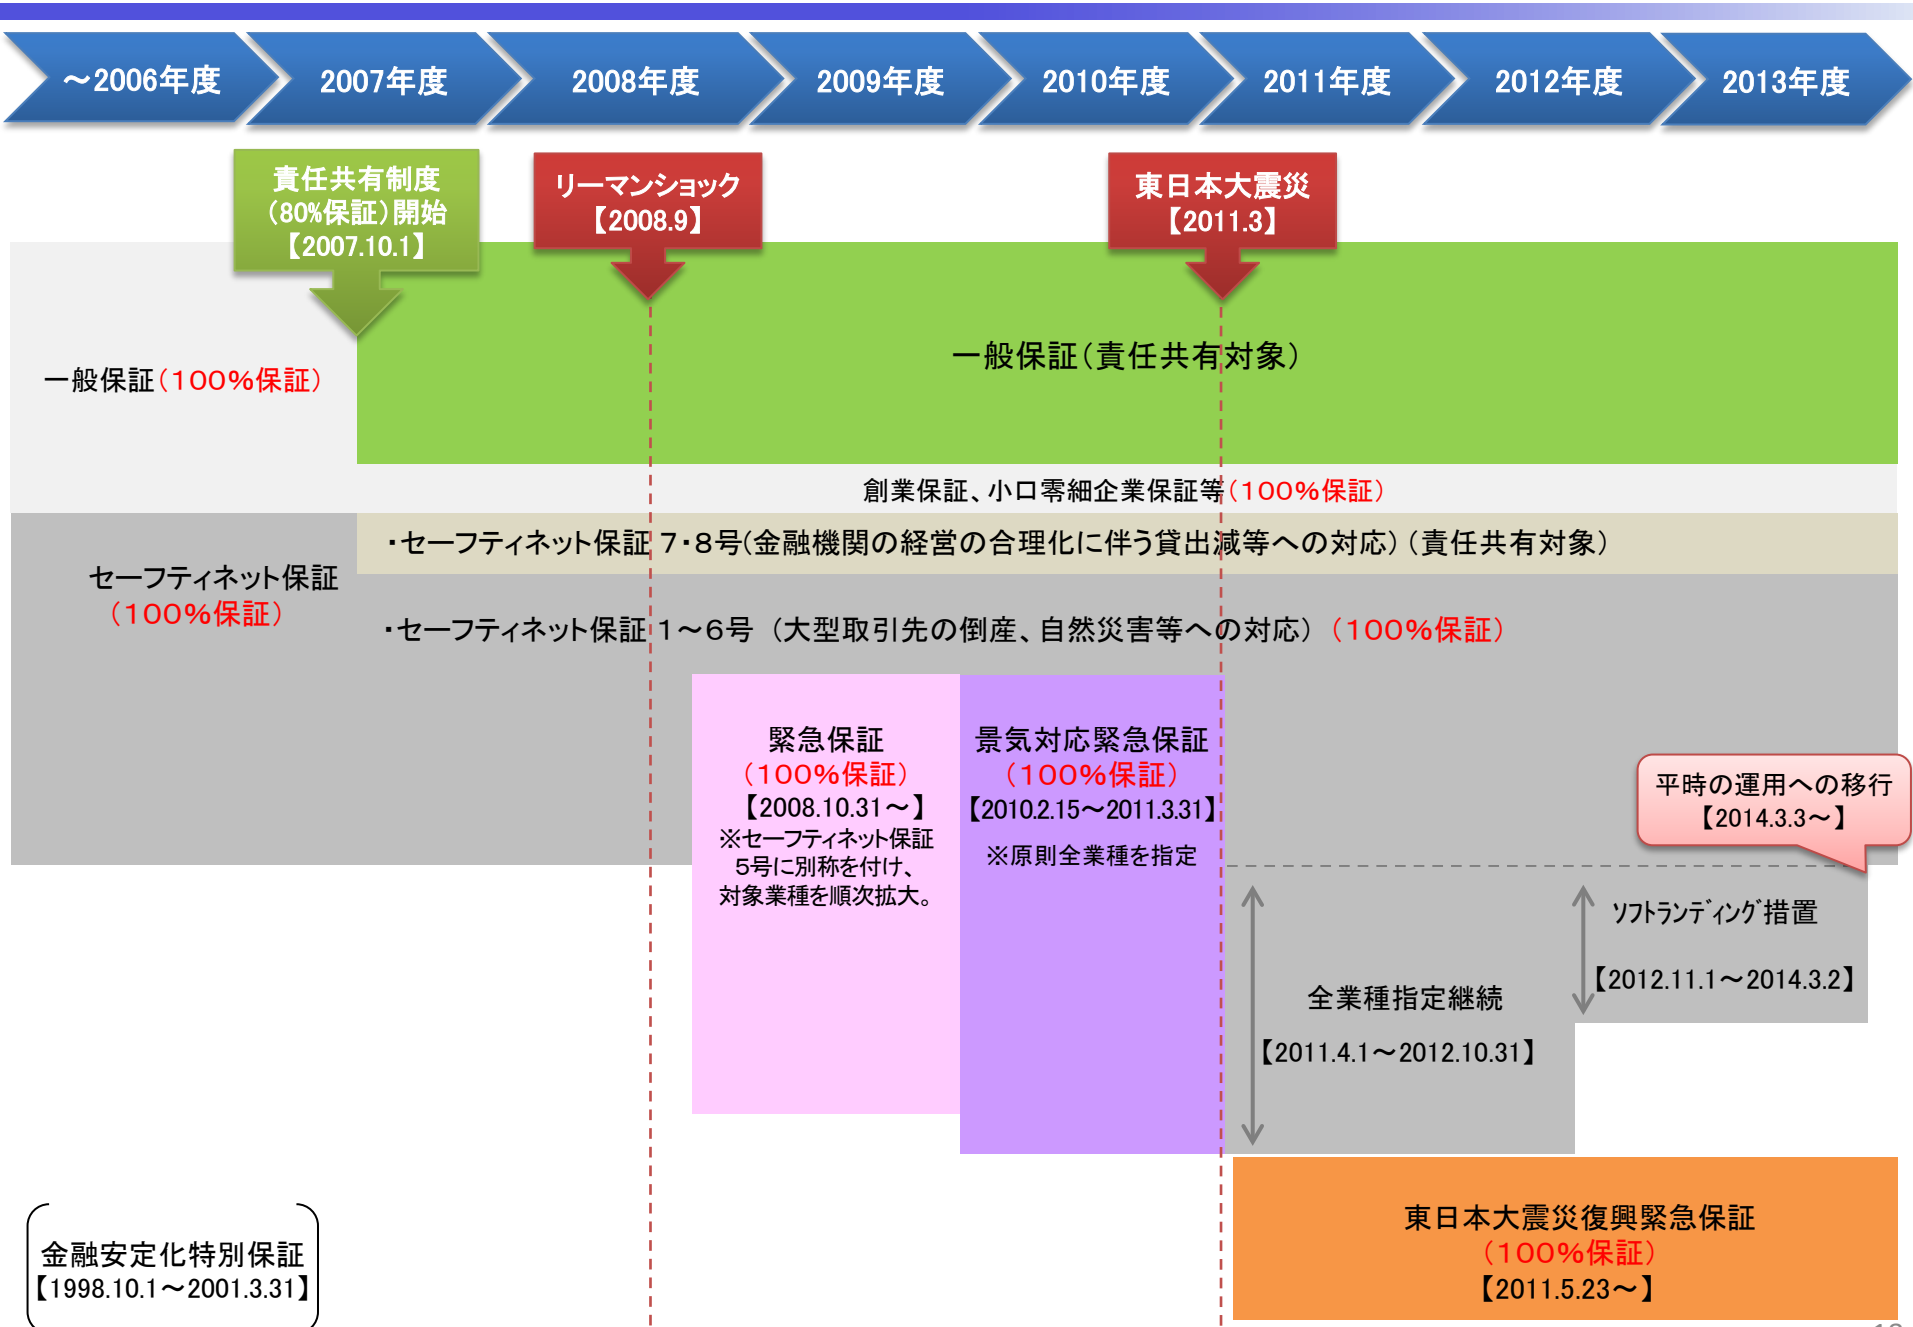 ～2006年度
2007年度
2008年度
2009年度
2010年度
2011年度
2012年度
2013年度
責任共有制度
（80%保証）開始
【2007.10.1】
リーマンショック
【2008.9】
東日本大震災
【2011.3】
一般保証（責任共有対象）
一般保証（１００％保証）
創業保証、小口零細企業保証等（１００％保証）
・セーフティネット保証 ７・８号（金融機関の経営の合理化に伴う貸出減等への対応）（責任共有対象）
セーフティネット保証
（１００％保証）
・セーフティネット保証 １～６号 （大型取引先の倒産、自然災害等への対応） （１００％保証）
緊急保証
（１００％保証）
【2008.10.31～】
※セーフティネット保証
５号に別称を付け、
対象業種を順次拡大。
景気対応緊急保証
（１００％保証）
【2010.2.15～2011.3.31】
※原則全業種を指定
平時の運用への移行
【2014.3.3～】
ｿﾌﾄﾗﾝﾃﾞｨﾝｸﾞ措置
【2012.11.1～2014.3.2】
全業種指定継続
【2011.4.1～2012.10.31】
金融安定化特別保証
【1998.10.1～2001.3.31】
東日本大震災復興緊急保証
（１００％保証）
【2011.5.23～】